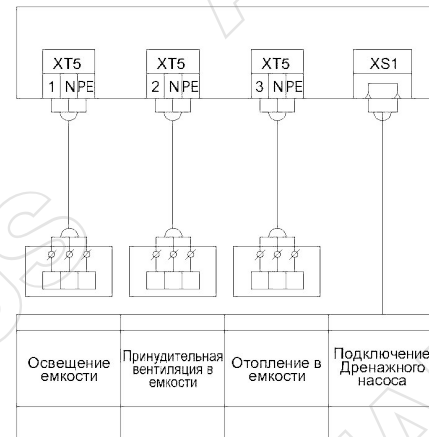 XT5 XT5 XT5 XS1
1 N PE 2 N PE 3 N PE
Освещение емкости
Принудительная вентиляция в емкости
Отопление в емкости
Подключение Дренажного насоса